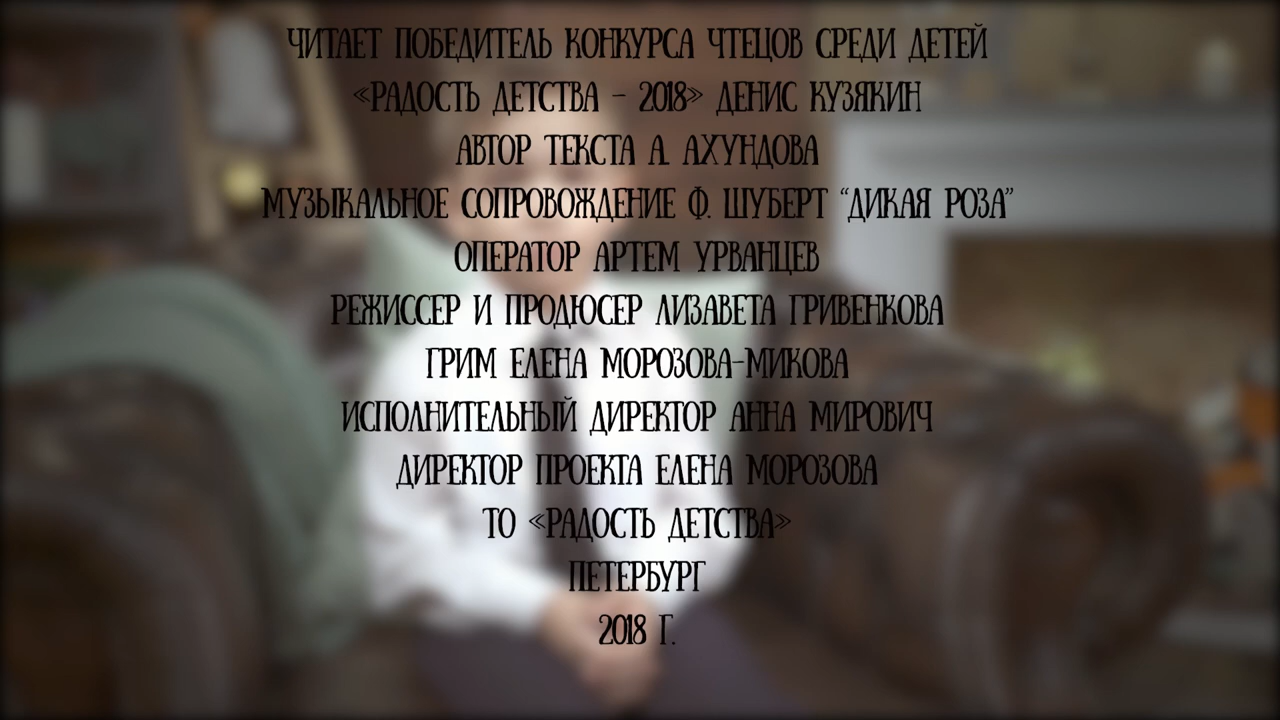 ЧИТАЕТ ПОБЕДИТЕЛЬ КОНКУРСА ЧТЕЦОВ СРЕДИ ДЕТЕЙ
«РАДОСТЬ ДЕТСТВА - 2018» ДЕНИС КУЗЯКИН
АВТОР ТЕКСТА А. АХУНДОВА
МУЗЫКАЛЬНОЕ СОПРОВОЖДЕНИЕ Ф. ШУБЕРТ “ДИКАЯ РОЗА”
ОПЕРАТОР АРТЕМ УРВАНЦЕВ
РЕЖИССЕР И ПРОДЮСЕР ЛИЗАВЕТА ГРИВЕНКОВА
ГРИМ ЕЛЕНА МОРОЗОВА-МИКОВА
ИСПОЛНИТЕЛЬНЫЙ ДИРЕКТОР АННА МИРОВИЧ
ДИРЕКТОР ПРОЕКТА ЕЛЕНА МОРОЗОВА
ТО «РАДОСТЬ ДЕТСТВА»
ПЕТЕРБУРГ
2018 Г.